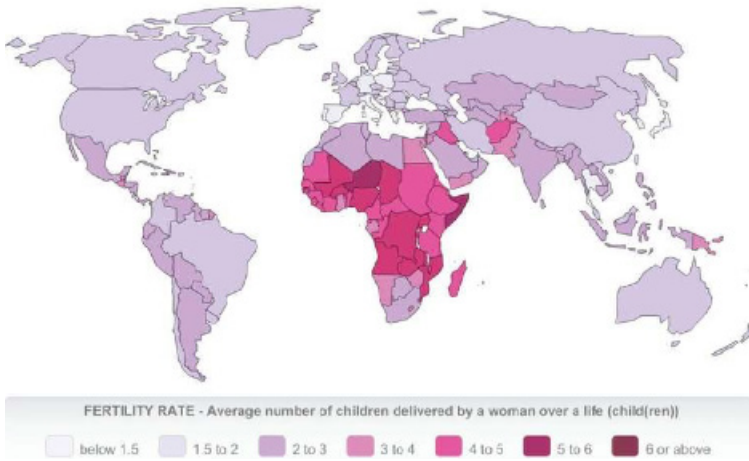 FERTILITY RATE - Average number of children delivered by a woman over a life (child(ren))
below 1.5 1.5 to 2 2 to 3 3 to 4 4 to 5 5 to 6 6 or above